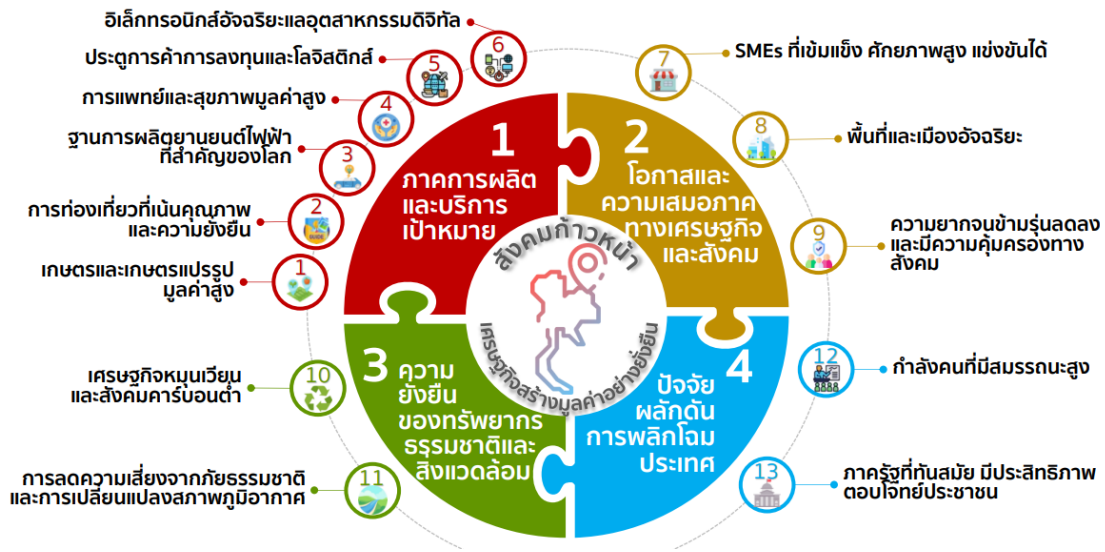 อิเล็กทรอนิกส์อัจฉริยะแลอุตสาหกรรมดิจิทัล
6
ประตูการค้าการลงทุนและโลจิสติกส์
5
การแพทย์และสุขภาพมูลค่าสูง
4
ฐานการผลิตยานยนต์ไฟฟ้า
ที่สำคัญของโลก
3
การท่องเที่ยวที่เน้นคุณภาพ
และความยั่งยืน
2
เกษตรและเกษตรแปรรูป
มูลค่าสูง
1
1
ภาคการผลิต
และบริการ
เป้าหมาย
7
SMEs ที่เข้มแข็ง ศักยภาพสูง แข่งขันได้
8
พื้นที่และเมืองอัจฉริยะ
9
ความยากจนข้ามรุ่นลดลง
และมีความคุ้มครองทาง
สังคม
2
โอกาสและ
ความเสมอภาค
ทางเศรษฐกิจ
และสังคม
สังคมก้าวหน้า
เศรษฐกิจสร้างมูลค่าอย่างยั่งยืน
3
ความ
ยั่งยืน
ของทรัพยากร
ธรรมชาติและ
สิ่งแวดล้อม
เศรษฐกิจหมุนเวียน
และสังคมคาร์บอนต่ำ
10
การลดความเสี่ยงจากภัยธรรมชาติ
และการเปลี่ยนแปลงสภาพภูมิอากาศ
11
4
ปัจจัย
ผลักดัน
การพลิกโฉม
ประเทศ
12
กำลังคนที่มีสมรรถนะสูง
13
ภาครัฐที่ทันสมัย มีประสิทธิภาพ
ตอบโจทย์ประชาชน